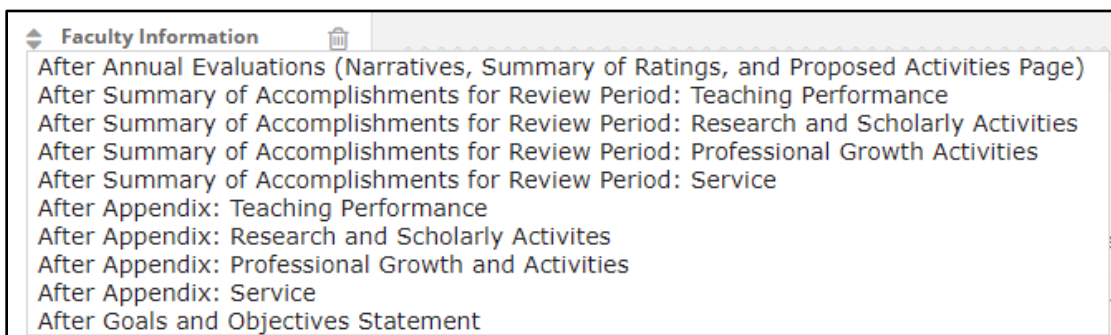 Faculty Information
After Annual Evaluations (Narratives, Summary of Ratings, and Proposed Activities Page)
After Summary of Accomplishments for Review Period: Teaching Performance
After Summary of Accomplishments for Review Period: Research and Scholarly Activities
After Summary of Accomplishments for Review Period: Professional Growth Activities
After Summary of Accomplishments for Review Period: Service
After Appendix: Teaching Performance
After Appendix: Research and Scholarly Activites
After Appendix: Professional Growth and Activities
After Appendix: Service
After Goals and Objectives Statement